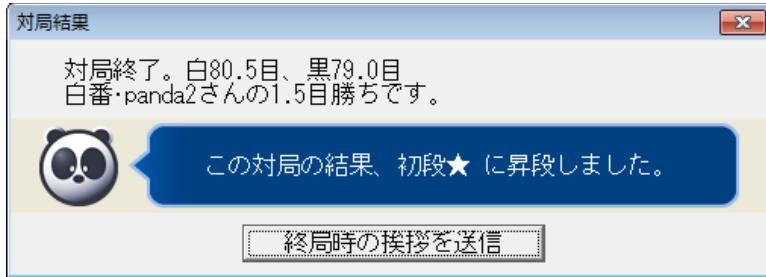 対局結果
対局終了。白80.5目、黒79.0目
白番・panda2さんの1.5目勝ちです。
この対局の結果、初段★ に昇段しました。
終局時の挨拶を送信